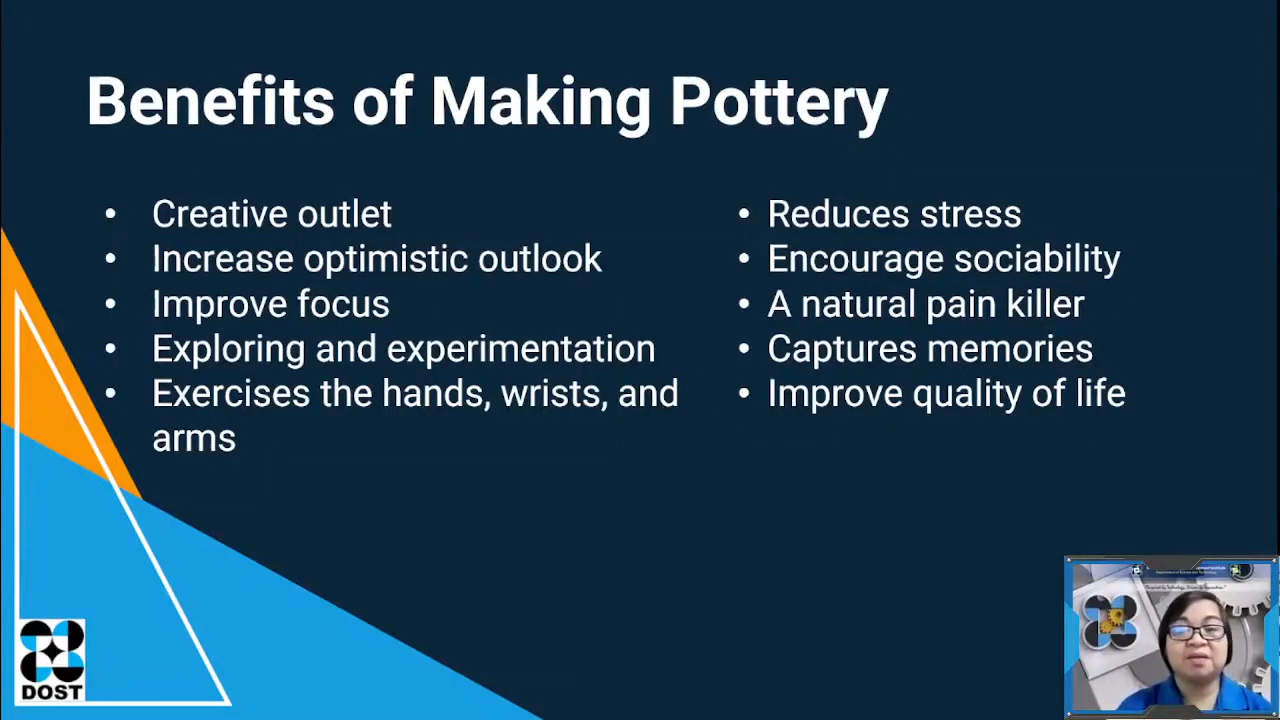 Benefits of Making Pottery
• Creative outlet
• Increase optimistic outlook
• Improve focus
• Exploring and experimentation
• Exercises the hands, wrists, and
arms
• Reduces stress
• Encourage sociability
• A natural pain killer
• Captures memories
• Improve quality of life
DOST